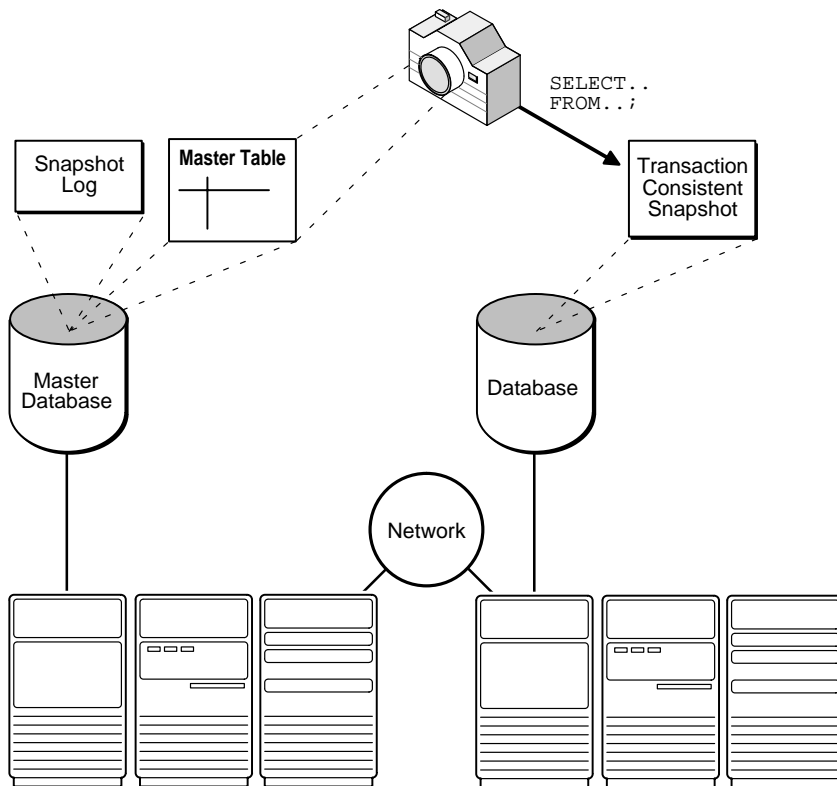 SELECT..
FROM..;
Snapshot
Log
Master Table
Transaction
Consistent
Snapshot
Master
Database
Database
Network